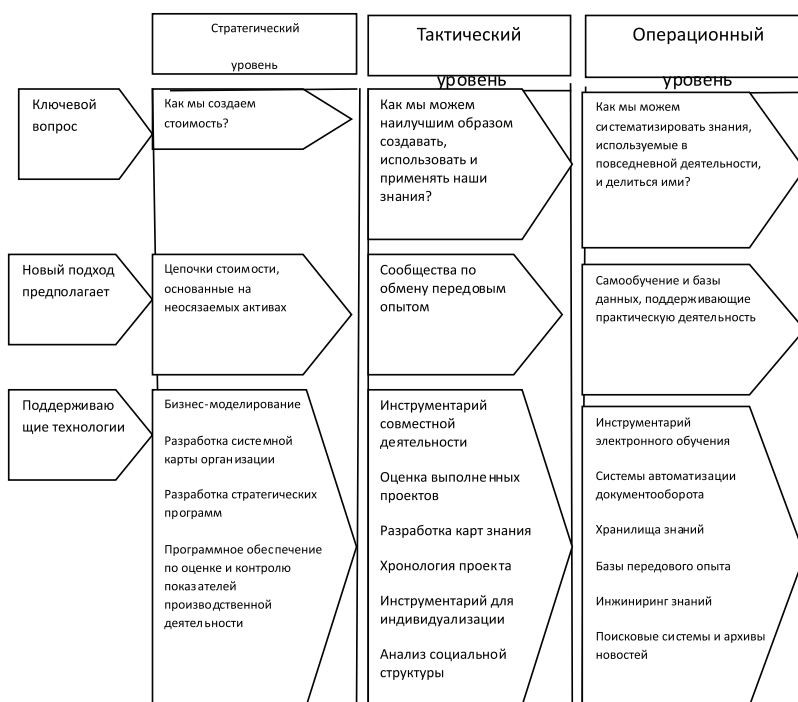 Стратегический
уровень
Тактический
уровень
Операционный
уровень
Ключевой
вопрос
Как мы создаем
стоимость?
Как мы можем
наилучшим образом
создавать,
использовать и
применять наши
знания?
Как мы можем
систематизировать знания,
используемые в
повседневной деятельности,
и делиться ими?
Новый подход
предполагает
Цепочки стоимости,
основанные на
неосязаемых активах
Сообщества по
обмену передовым
опытом
Самообучение и базы
данных, поддерживающие
практическую деятельность
Поддерживаю
щие технологии
Бизнес-моделирование
Разработка системной
карты организации
Разработка стратегических
программ
Программное обеспечение
по оценке и контролю
показателей
производственной
деятельности
Инструментарий
совместной
деятельности
Оценка выполненных
проектов
Разработка карт знания
Хронология проекта
Инструментарий для
индивидуализации
Анализ социальной
структуры
Инструментарий
электронного обучения
Системы автоматизации
документооборота
Хранилища знаний
Базы передового опыта
Инжиниринг знаний
Поисковые системы и архивы
новостей